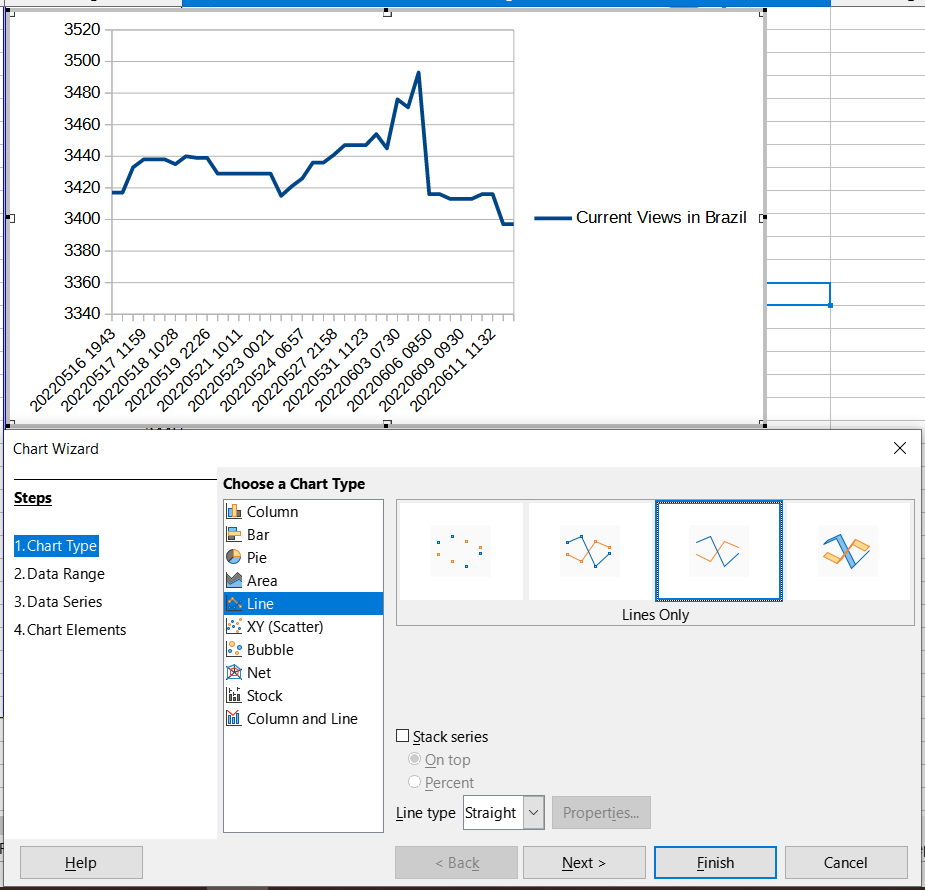 3520
3500
3480
3460
3440
3420
3400
3380
3360
3340
Current Views in Brazil
20220516 1943
20220517 1159
20220518 1028
20220519 2226
20220521 1011
20220523 0021
20220524 0657
20220527 2158
20220531 1123
20220603 0730
20220606 0850
20220609 0930
20220611 1132
Chart Wizard
Steps
1.Chart Type
2.Data Range
3.Data Series
4.Chart Elements
Choose a Chart Type
Column
Bar
Pie
Area
Line
XY (Scatter)
Bubble
Net
Stock
Column and Line
Lines Only
Stack series
On top
Percent
Line type Straight Properties...
Help < Back Next > Finish Cancel